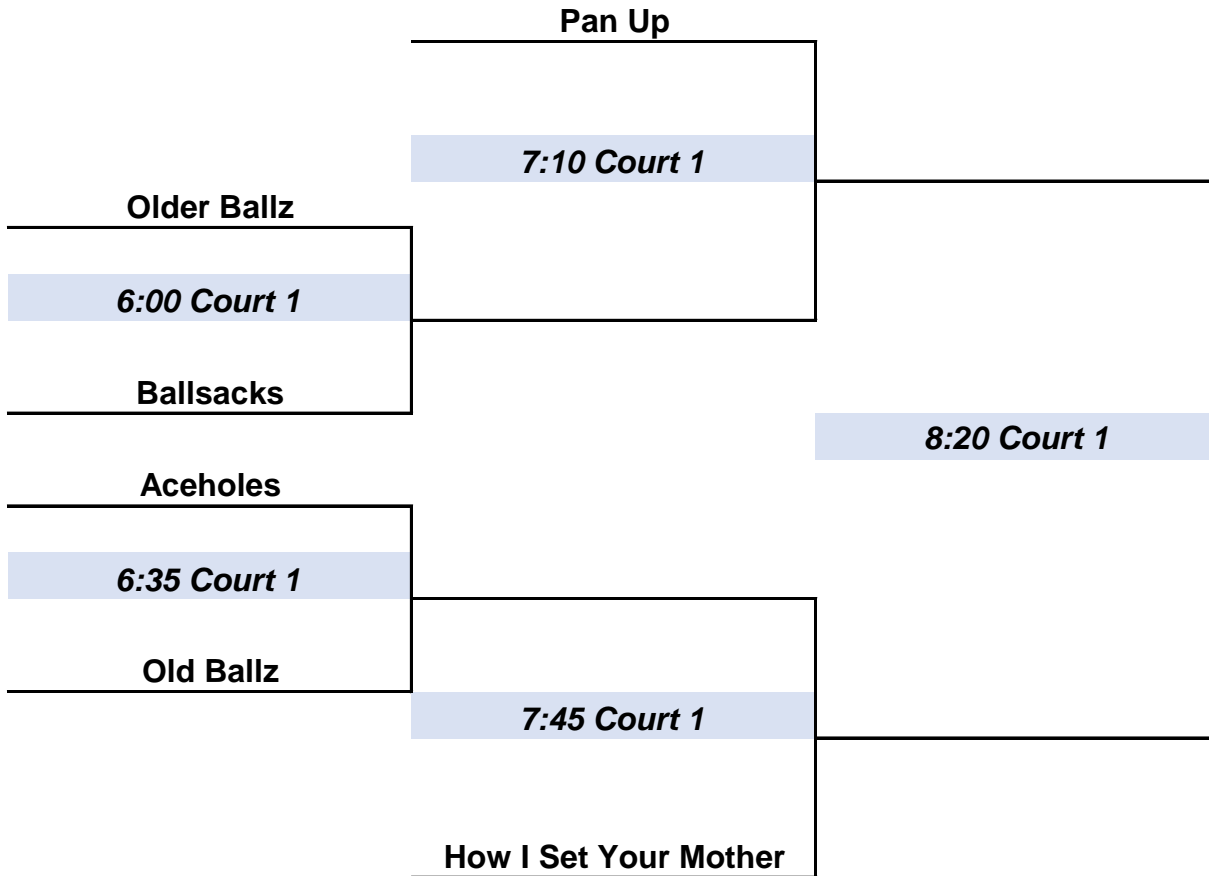 Pan Up
7:10 Court 1
Older Ballz
6:00 Court 1
Ballsacks
8:20 Court 1
Aceholes
6:35 Court 1
Old Ballz
7:45 Court 1
How I Set Your Mother